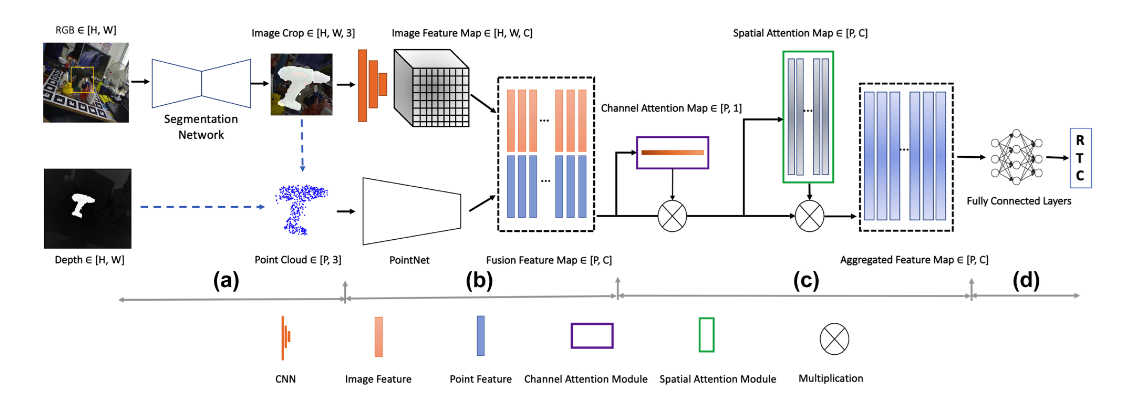 RGB ∈ [H, W]
Image Crop ∈ [H, W, 3]
Image Feature Map ∈ [H, W, C]
Spatial Attention Map ∈ [P, C]
Segmentation
Network
Channel Attention Map ∈ [P, 1]
...
...
...
...
...
R
T
C
Fully Connected Layers
Depth ∈ [H, W]
Point Cloud ∈ [P, 3]
PointNet
Fusion Feature Map ∈ [P, C]
Aggregated Feature Map ∈ [P, C]
(a)
(b)
(c)
(d)
CNN
Image Feature
Point Feature
Channel Attention Module
Spatial Attention Module
Multiplication